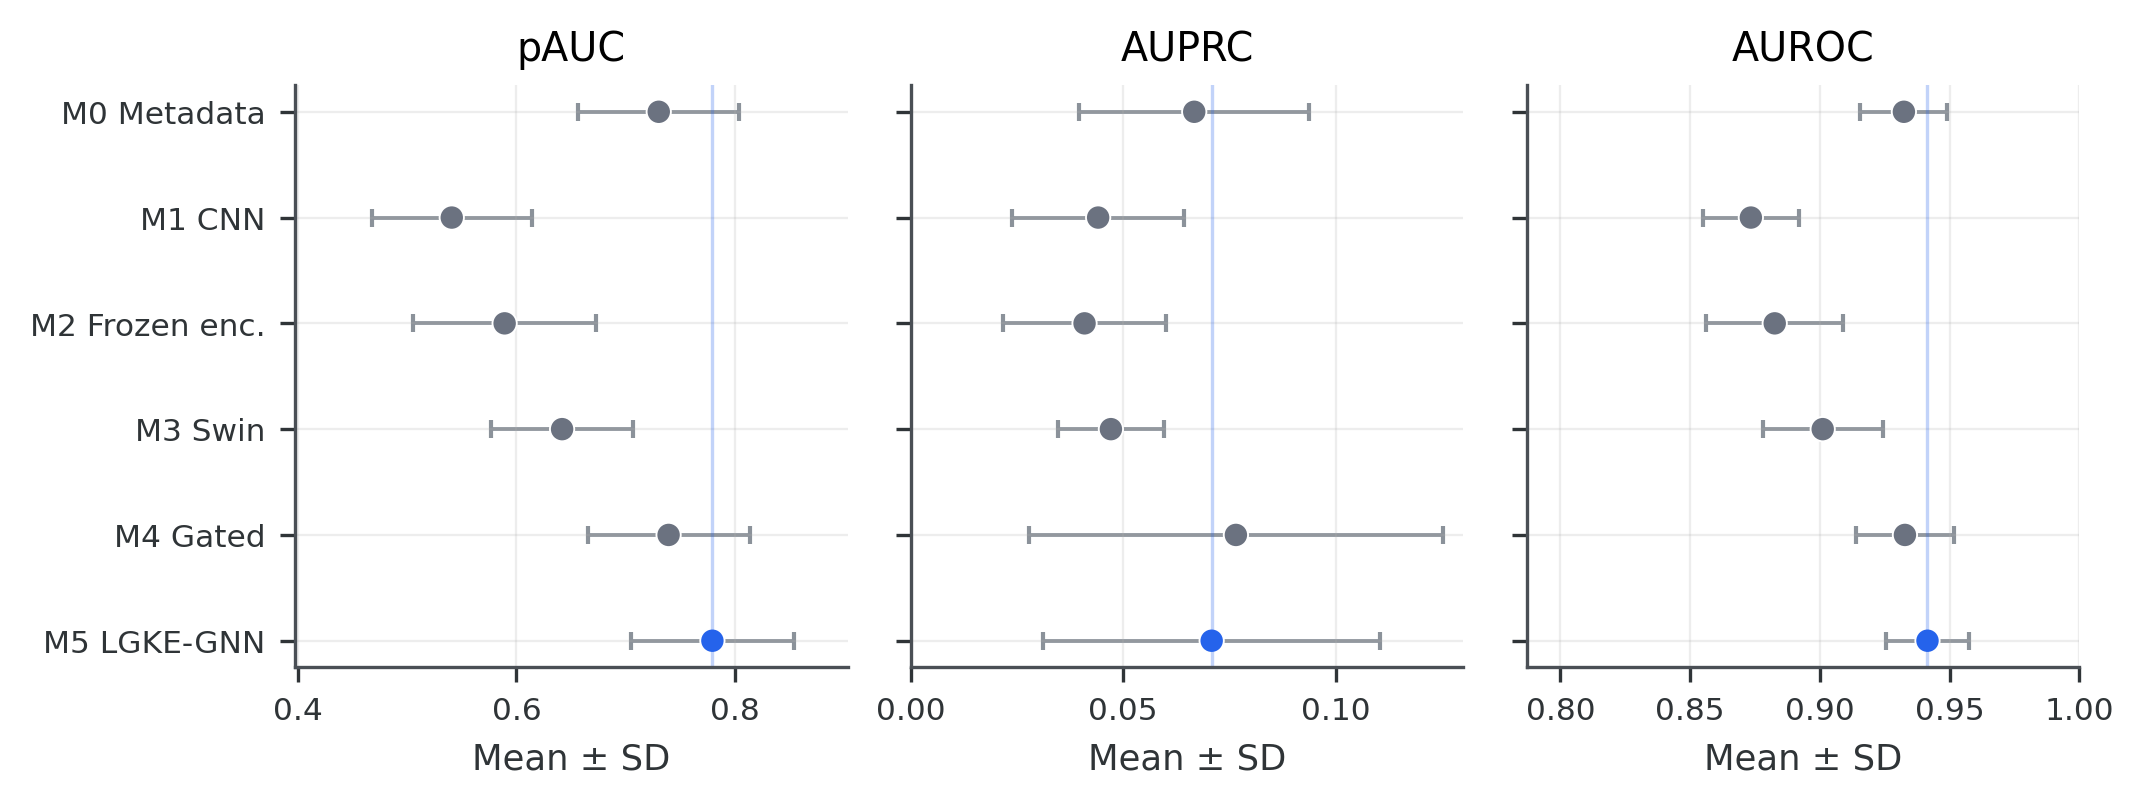 pAUC
AUPRC
AUROC
M0 Metadata
M1 CNN
M2 Frozen enc.
M3 Swin
M4 Gated
M5 LGKE-GNN
0.4 0.6 0.8
0.00 0.05 0.10
0.80 0.85 0.90 0.95 1.00
Mean ± SD
Mean ± SD
Mean ± SD